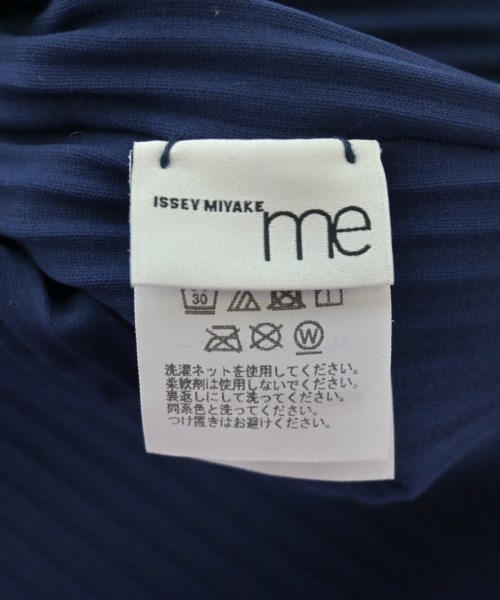 ISSEY MIYAKE me
30
W
洗濯ネットを使用してください。
柔軟剤は使用しないでください。
裏返しにして洗ってください。
同系色と洗ってください。
つけ置きはお避けください。